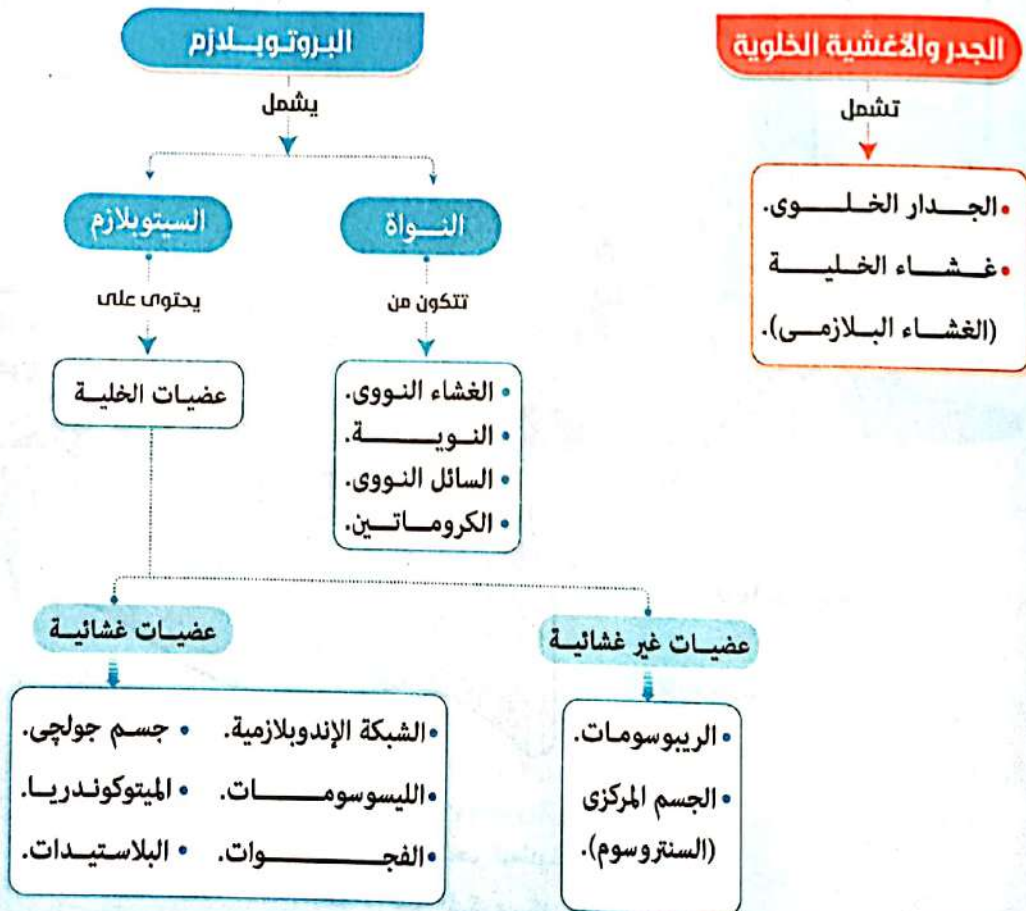 الجدر والأغشية الخلوية
تشمل
• الجدار الخلوى.
• غشاء الخلية
(الغشاء البلازمى).
البروتوبلازم
يشمل
النواة
تتكون من
• الغشاء النووى.
• النوية.
• السائل النووى.
• الكروماتين.
السيتوبلازم
يحتوى على
عضيات الخلية
عضيات غير غشائية
• الريبوسومات.
• الجسم المركزى
(السنتروسوم).
عضيات غشائية
• الشبكة الإندوبلازمية. • جسم جولچى.
• الليسوسومات. • الميتوكوندريا.
• الفجوات. • البلاستيدات.